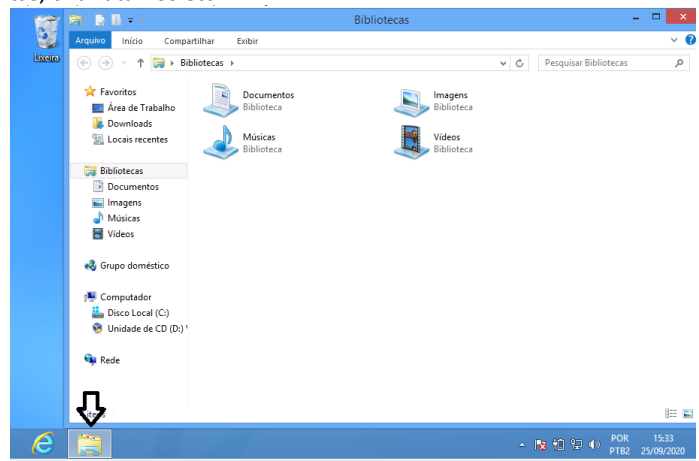 Bibliotecas
Arquivo Início Compartilhar Exibir
Bibliotecas
Pesquisar Bibliotecas
Lixeira
Favoritos
Área de Trabalho
Downloads
Locais recentes
Bibliotecas
Documentos
Imagens
Músicas
Vídeos
Grupo doméstico
Computador
Disco Local (C:)
Unidade de CD (D:)
Rede
Documentos
Biblioteca
Imagens
Biblioteca
Músicas
Biblioteca
Vídeos
Biblioteca
POR 15:33
PTB2 25/09/2020